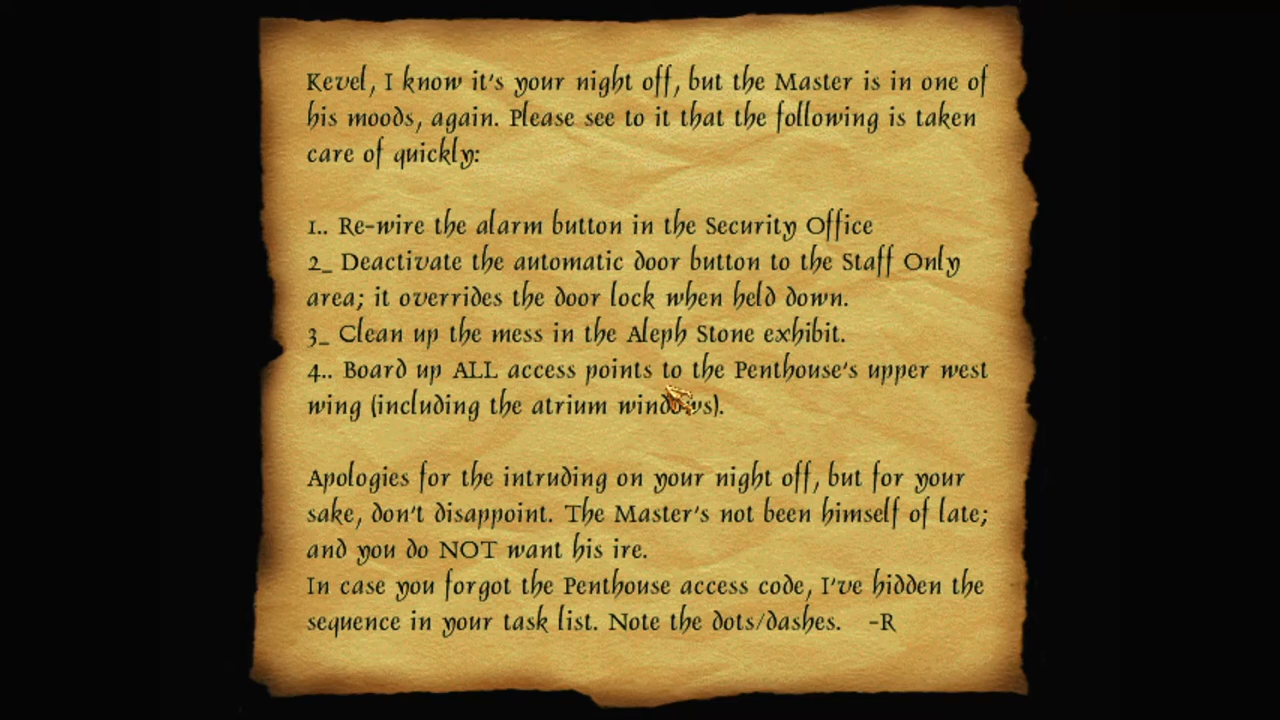 Kevel, I know it's your night off, but the Master is in one of
his moods, again. Please see to it that the following is taken
care of quickly:
1.. Re-wire the alarm button in the Security Office
2_ Deactivate the automatic door button to the Staff Only
area; it overrides the door lock when held down.
3_ Clean up the mess in the Aleph Stone exhibit.
4.. Board up ALL access points to the Penthouse's upper west
wing (including the atrium windows).
Apologies for the intruding on your night off, but for your
sake, don't disappoint. The Master's not been himself of late;
and you do NOT want his ire.
In case you forgot the Penthouse access code, I've hidden the
sequence in your task list. Note the dots/dashes. -R